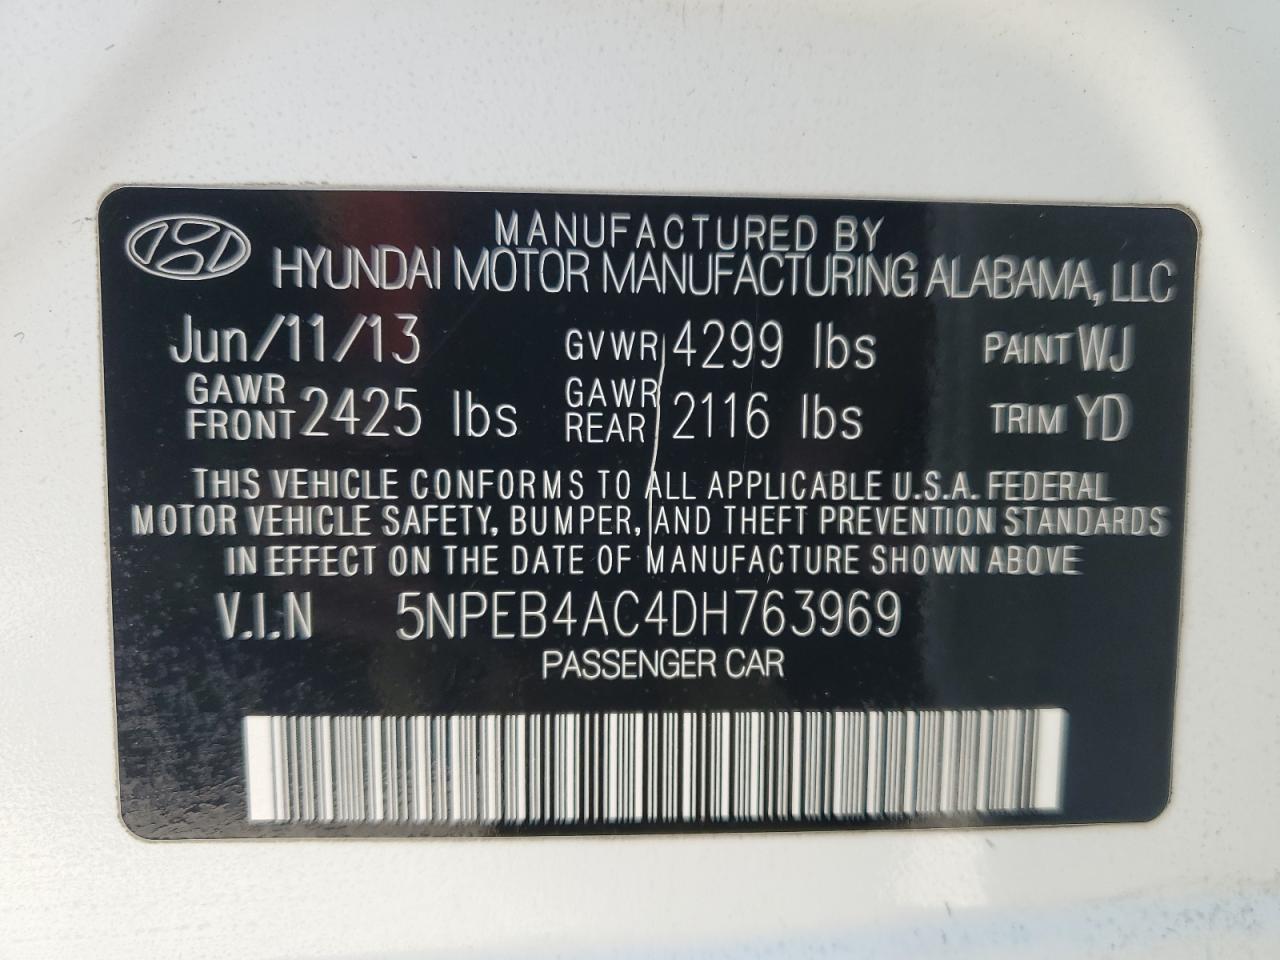 MANUFACTURED BY
HYUNDAI MOTOR MANUFACTURING ALABAMA, LLC
Jun/11/13 GVWR 4299 lbs PAINT WJ
GAWR FRONT 2425 lbs GAWR REAR 2116 lbs TRIM YD
THIS VEHICLE CONFORMS TO ALL APPLICABLE U.S.A. FEDERAL
MOTOR VEHICLE SAFETY, BUMPER, AND THEFT PREVENTION STANDARDS
IN EFFECT ON THE DATE OF MANUFACTURE SHOWN ABOVE
V.I.N 5NPEB4AC4DH763969
PASSENGER CAR